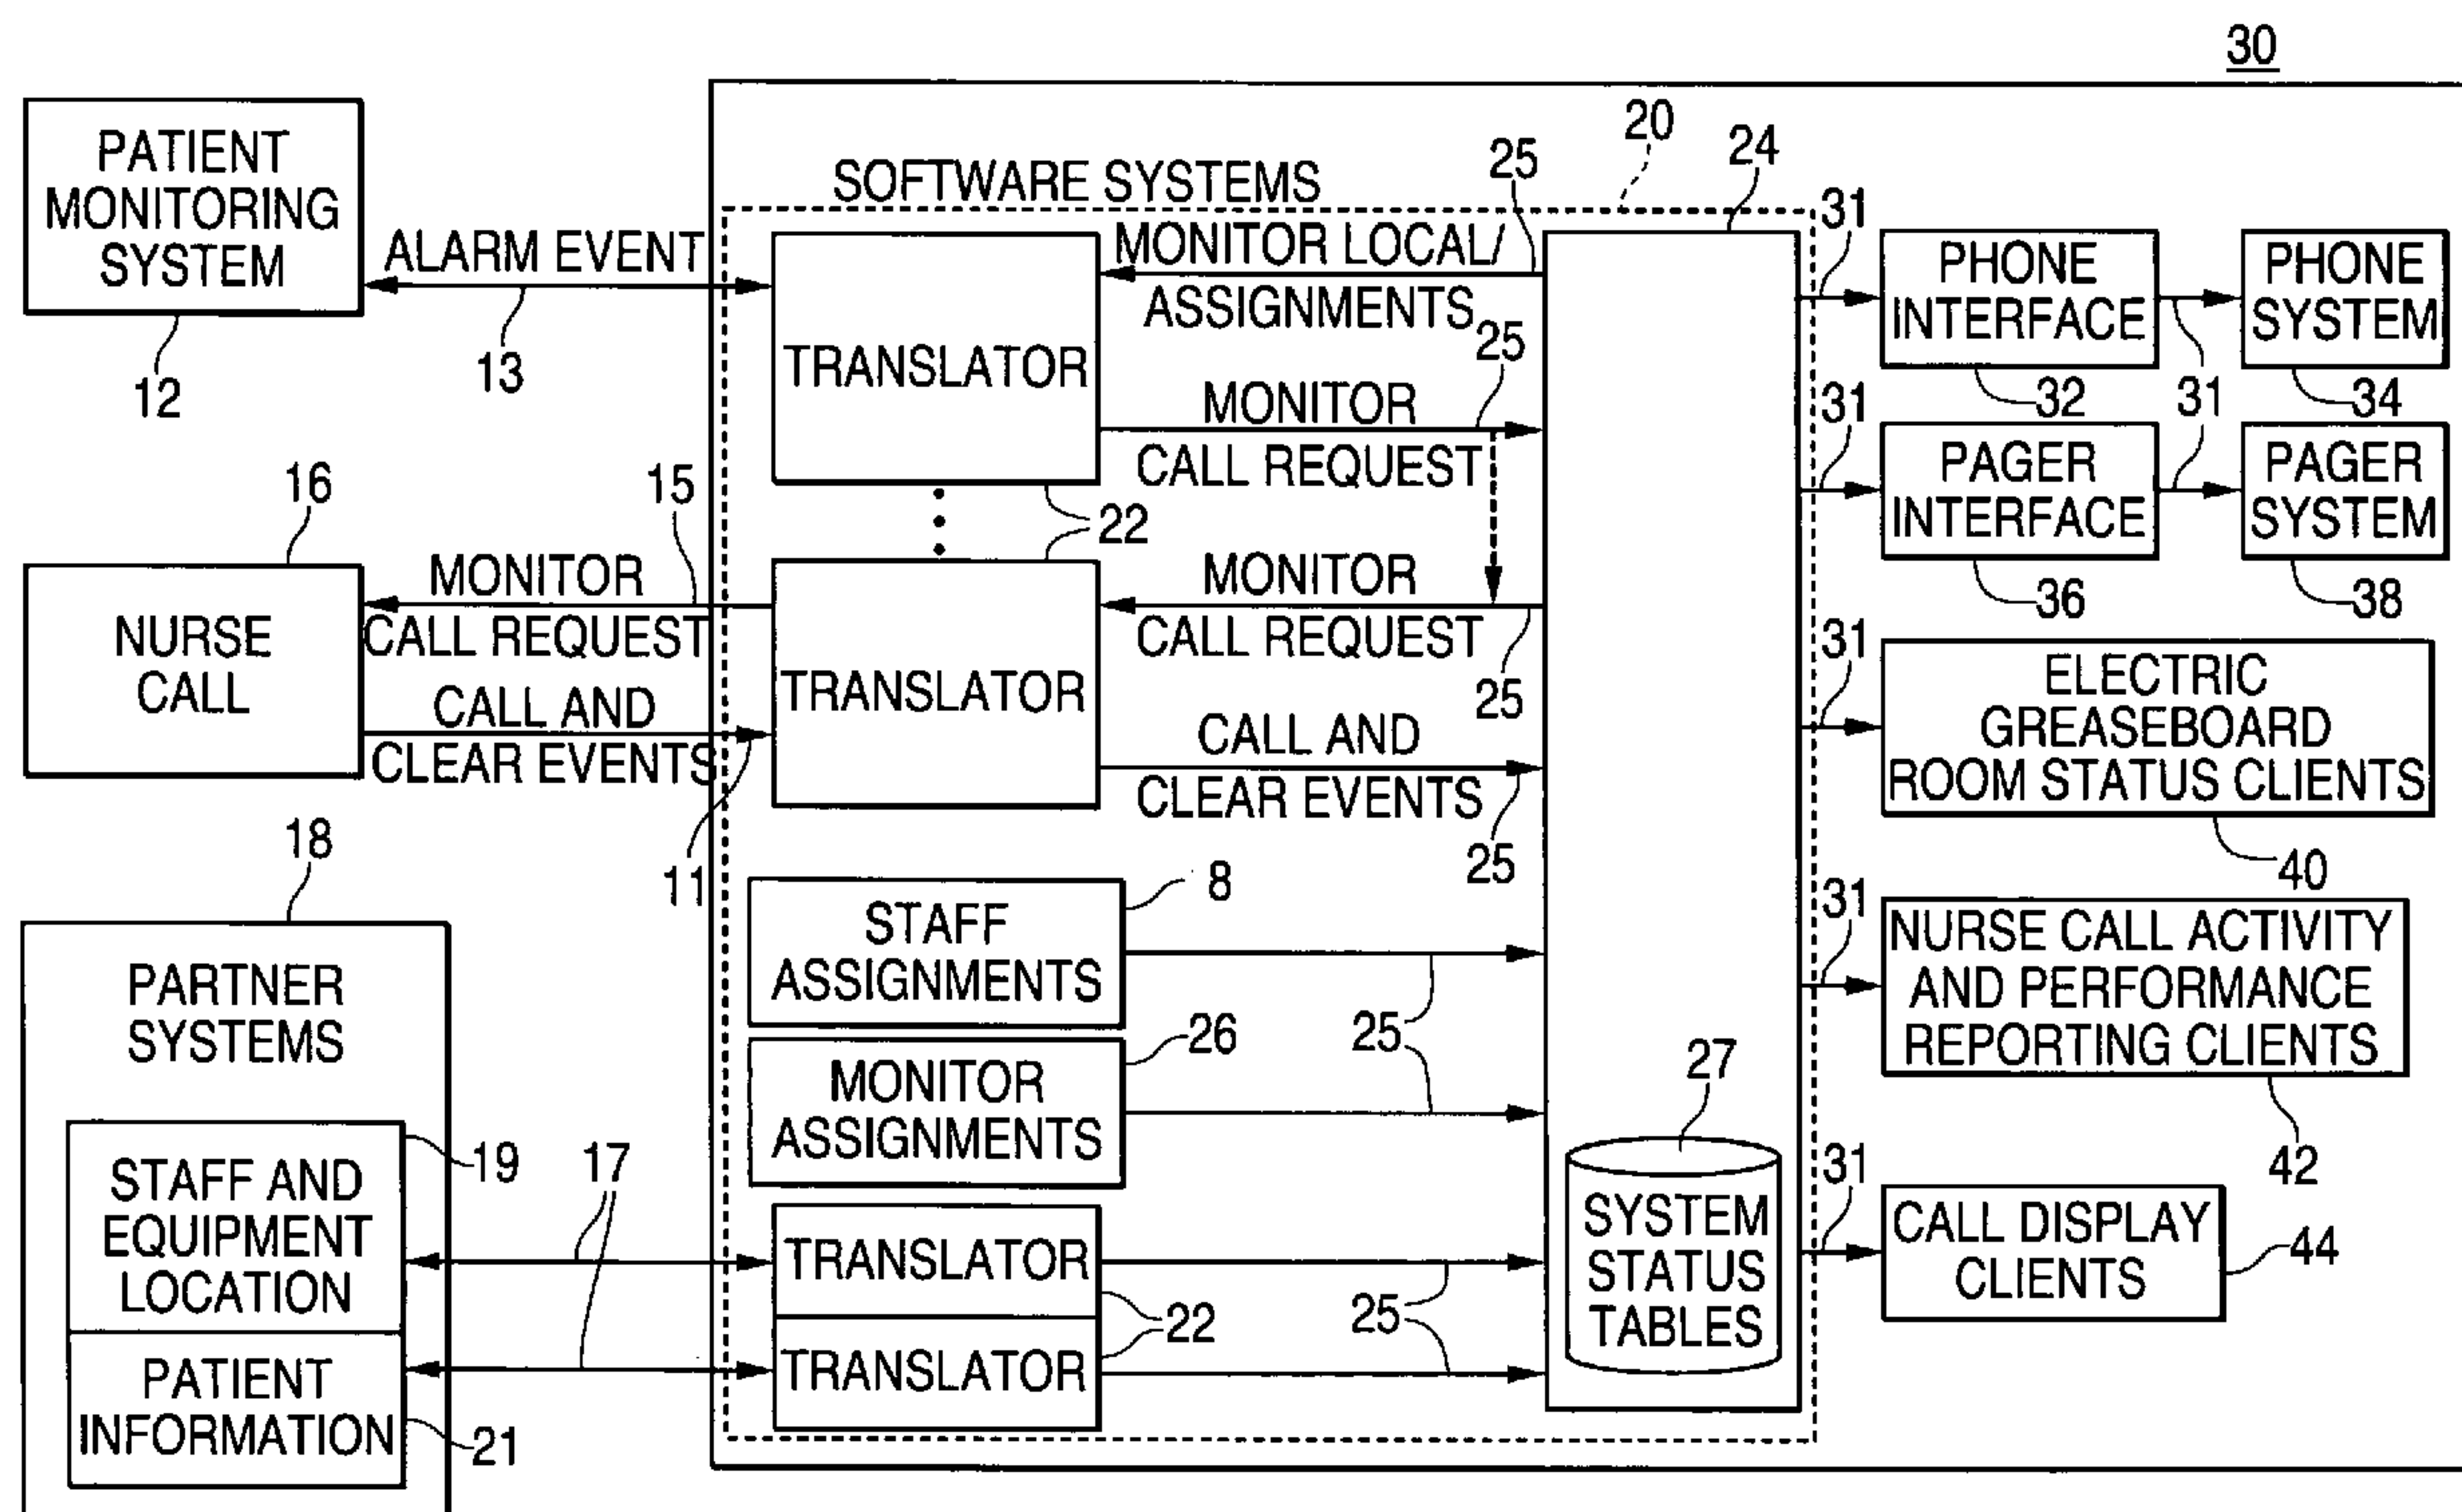 30
PATIENT
MONITORING
SYSTEM
12
ALARM EVENT
13
SOFTWARE SYSTEMS
20
24
25
MONITOR LOCAL/
ASSIGNMENTS
TRANSLATOR
25
MONITOR
CALL REQUEST
22
31
PHONE
INTERFACE
32
31
PHONE
SYSTEM
34
31
PAGER
INTERFACE
36
PAGER
SYSTEM
38
16
NURSE
CALL
15
MONITOR
CALL REQUEST
CALL AND
CLEAR EVENTS
11
TRANSLATOR
MONITOR
CALL REQUEST
25
CALL AND
CLEAR EVENTS
25
31
ELECTRIC
GREASEBOARD
ROOM STATUS CLIENTS
40
8
STAFF
ASSIGNMENTS
25
26
MONITOR
ASSIGNMENTS
31
NURSE CALL ACTIVITY
AND PERFORMANCE
REPORTING CLIENTS
42
18
PARTNER
SYSTEMS
19
STAFF AND
EQUIPMENT
LOCATION
PATIENT
INFORMATION
21
17
TRANSLATOR
TRANSLATOR
22
25
27
SYSTEM
STATUS
TABLES
31
CALL DISPLAY
CLIENTS
44